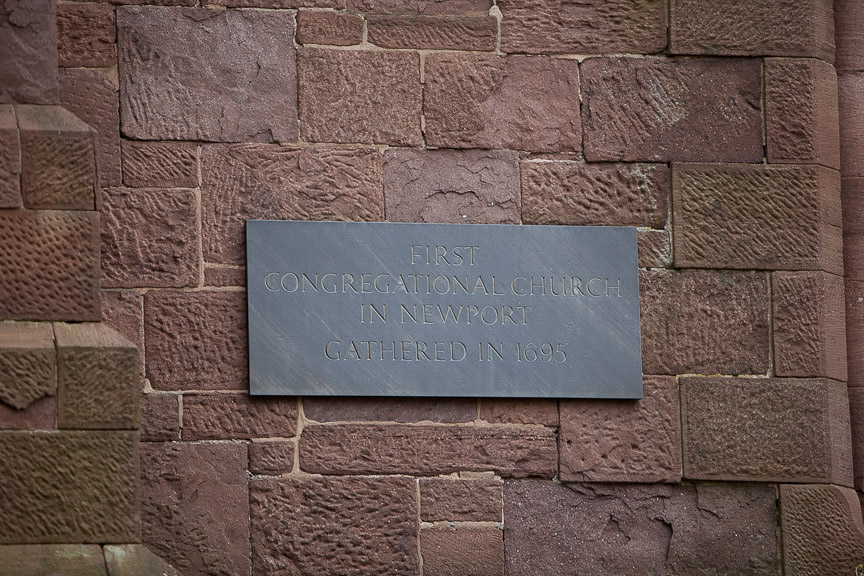 FIRST
CONGREGATIONAL CHURCH
IN NEWPORT
GATHERED IN 1695